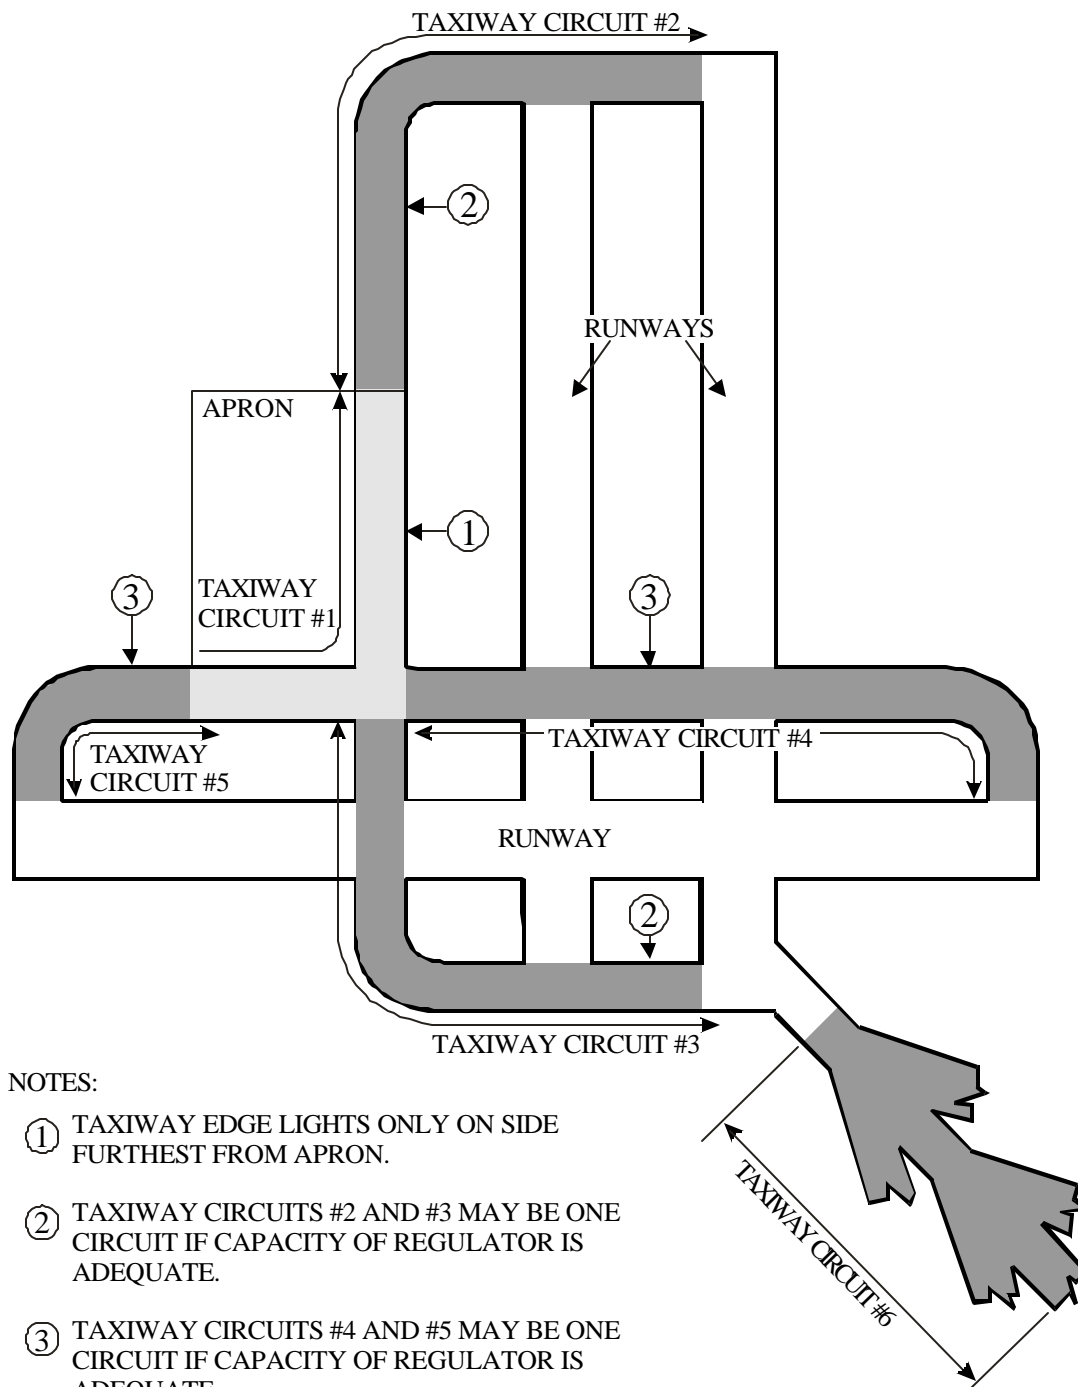 TAXIWAY CIRCUIT #2
2
RUNWAYS
APRON
1
3
TAXIWAY
CIRCUIT #1
3
TAXIWAY CIRCUIT #4
TAXIWAY
CIRCUIT #5
RUNWAY
2
TAXIWAY CIRCUIT #3
TAXIWAY CIRCUIT #6
NOTES:
1 TAXIWAY EDGE LIGHTS ONLY ON SIDE
FURTHEST FROM APRON.
2 TAXIWAY CIRCUITS #2 AND #3 MAY BE ONE
CIRCUIT IF CAPACITY OF REGULATOR IS
ADEQUATE.
3 TAXIWAY CIRCUITS #4 AND #5 MAY BE ONE
CIRCUIT IF CAPACITY OF REGULATOR IS
ADEQUATE